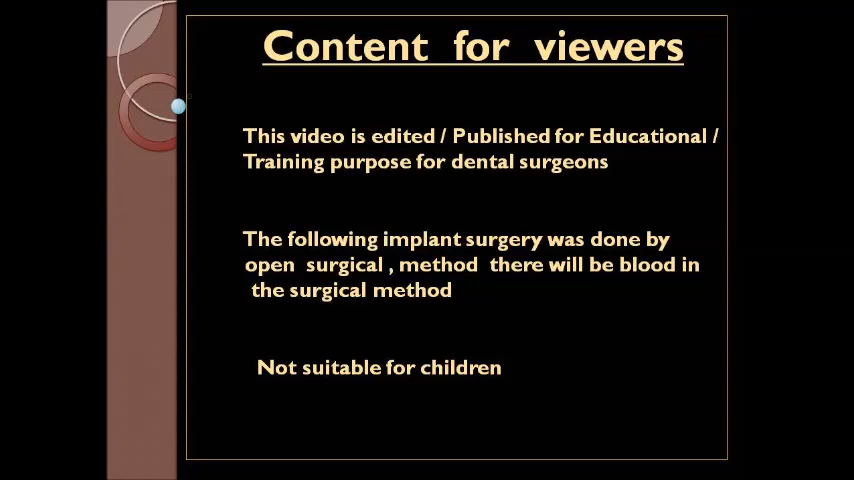 Content for viewers
This video is edited / Published for Educational /
Training purpose for dental surgeons
The following implant surgery was done by
open surgical , method there will be blood in
the surgical method
Not suitable for children